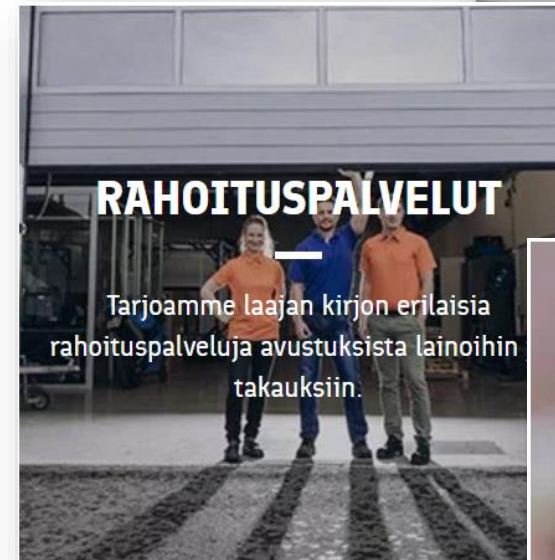 RAHOITUSPALVELUT
Tarjoamme laajan kirjon erilaisia
rahoituspalveluja avustuksista lainoihin
takauksiin.